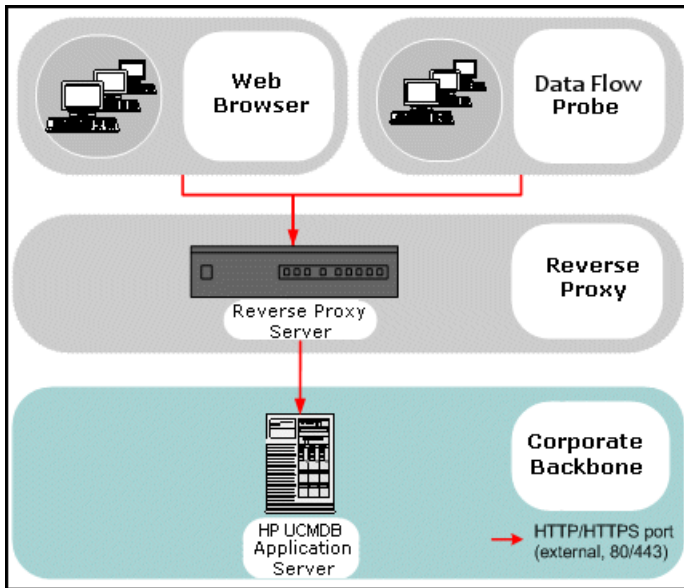 Web
Browser
Data Flow
Probe
Reverse Proxy
Server
Reverse
Proxy
HP UCMDB
Application
Server
Corporate
Backbone
HTTP/HTTPS port
(external, 80/443)